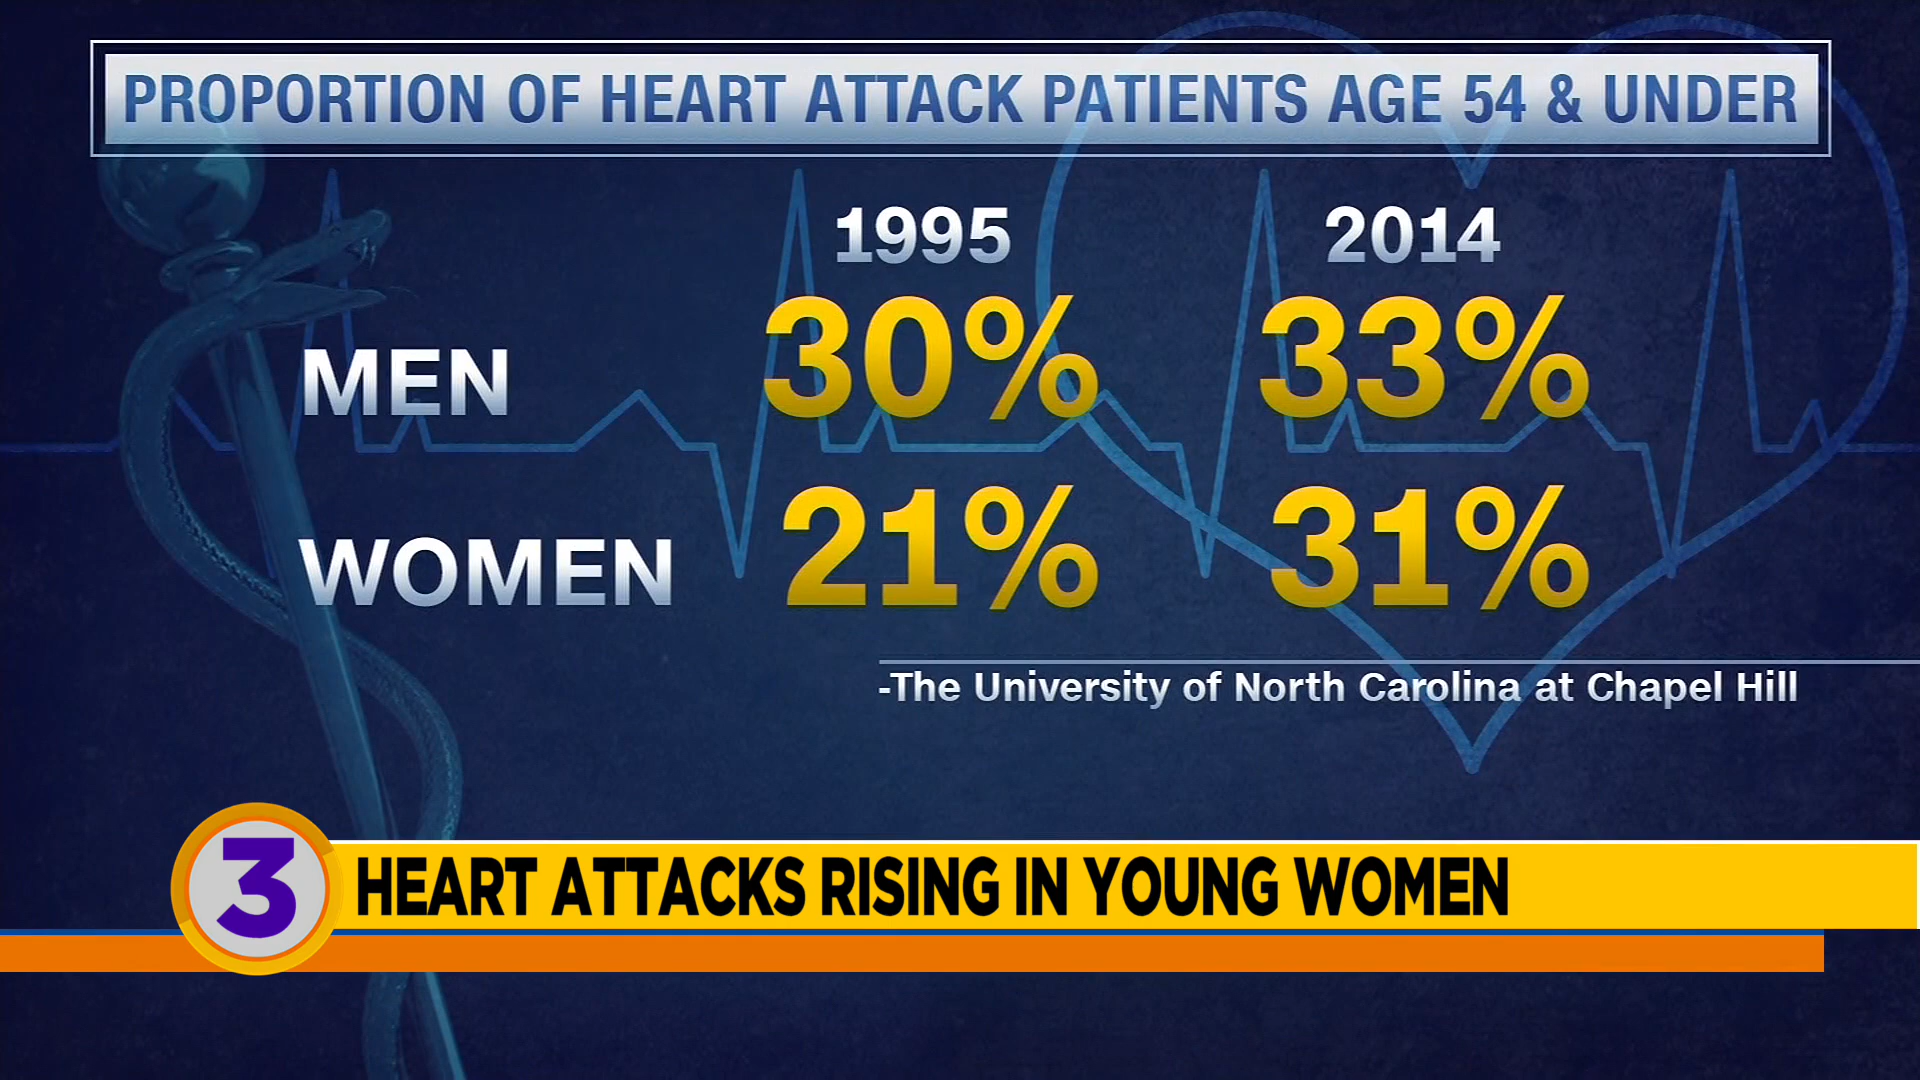 PROPORTION OF HEART ATTACK PATIENTS AGE 54 & UNDER
1995 2014
MEN 30% 33%
WOMEN 21% 31%
-The University of North Carolina at Chapel Hill
3 HEART ATTACKS RISING IN YOUNG WOMEN